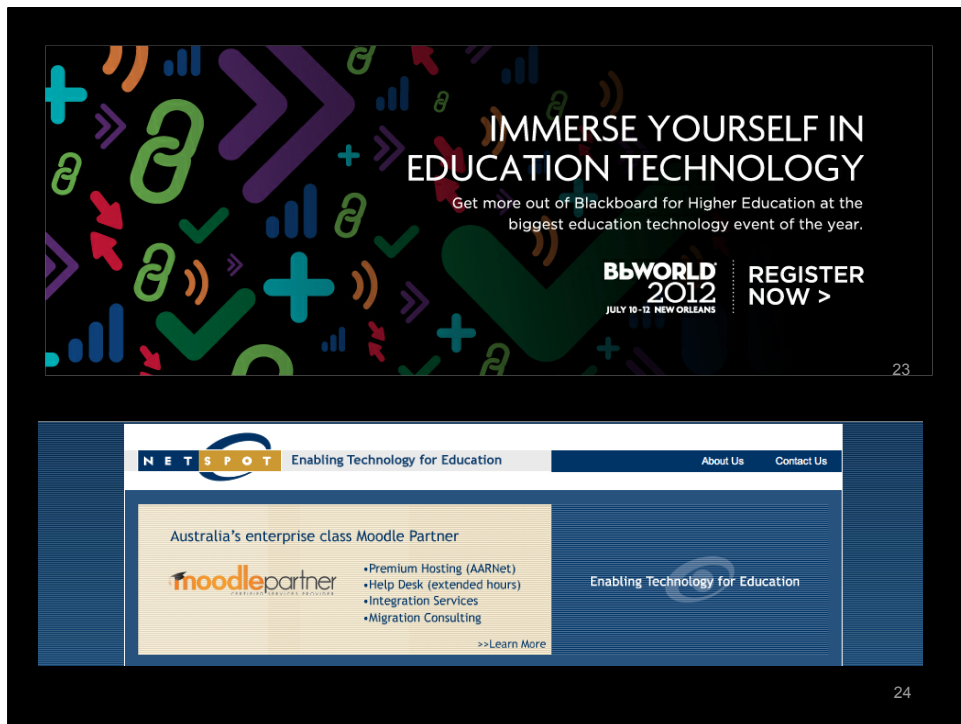 IMMERSE YOURSELF IN
EDUCATION TECHNOLOGY
Get more out of Blackboard for Higher Education at the
biggest education technology event of the year.
BbWORLD
2012
JULY 10-12 NEW ORLEANS
REGISTER
NOW >
23
NETSPOT
Enabling Technology for Education
About Us
Contact Us
Australia's enterprise class Moodle Partner
moodlepartner
CERTIFIED SERVICES PROVIDER
•Premium Hosting (AARNet)
•Help Desk (extended hours)
•Integration Services
•Migration Consulting
>>Learn More
Enabling Technology for Education
24